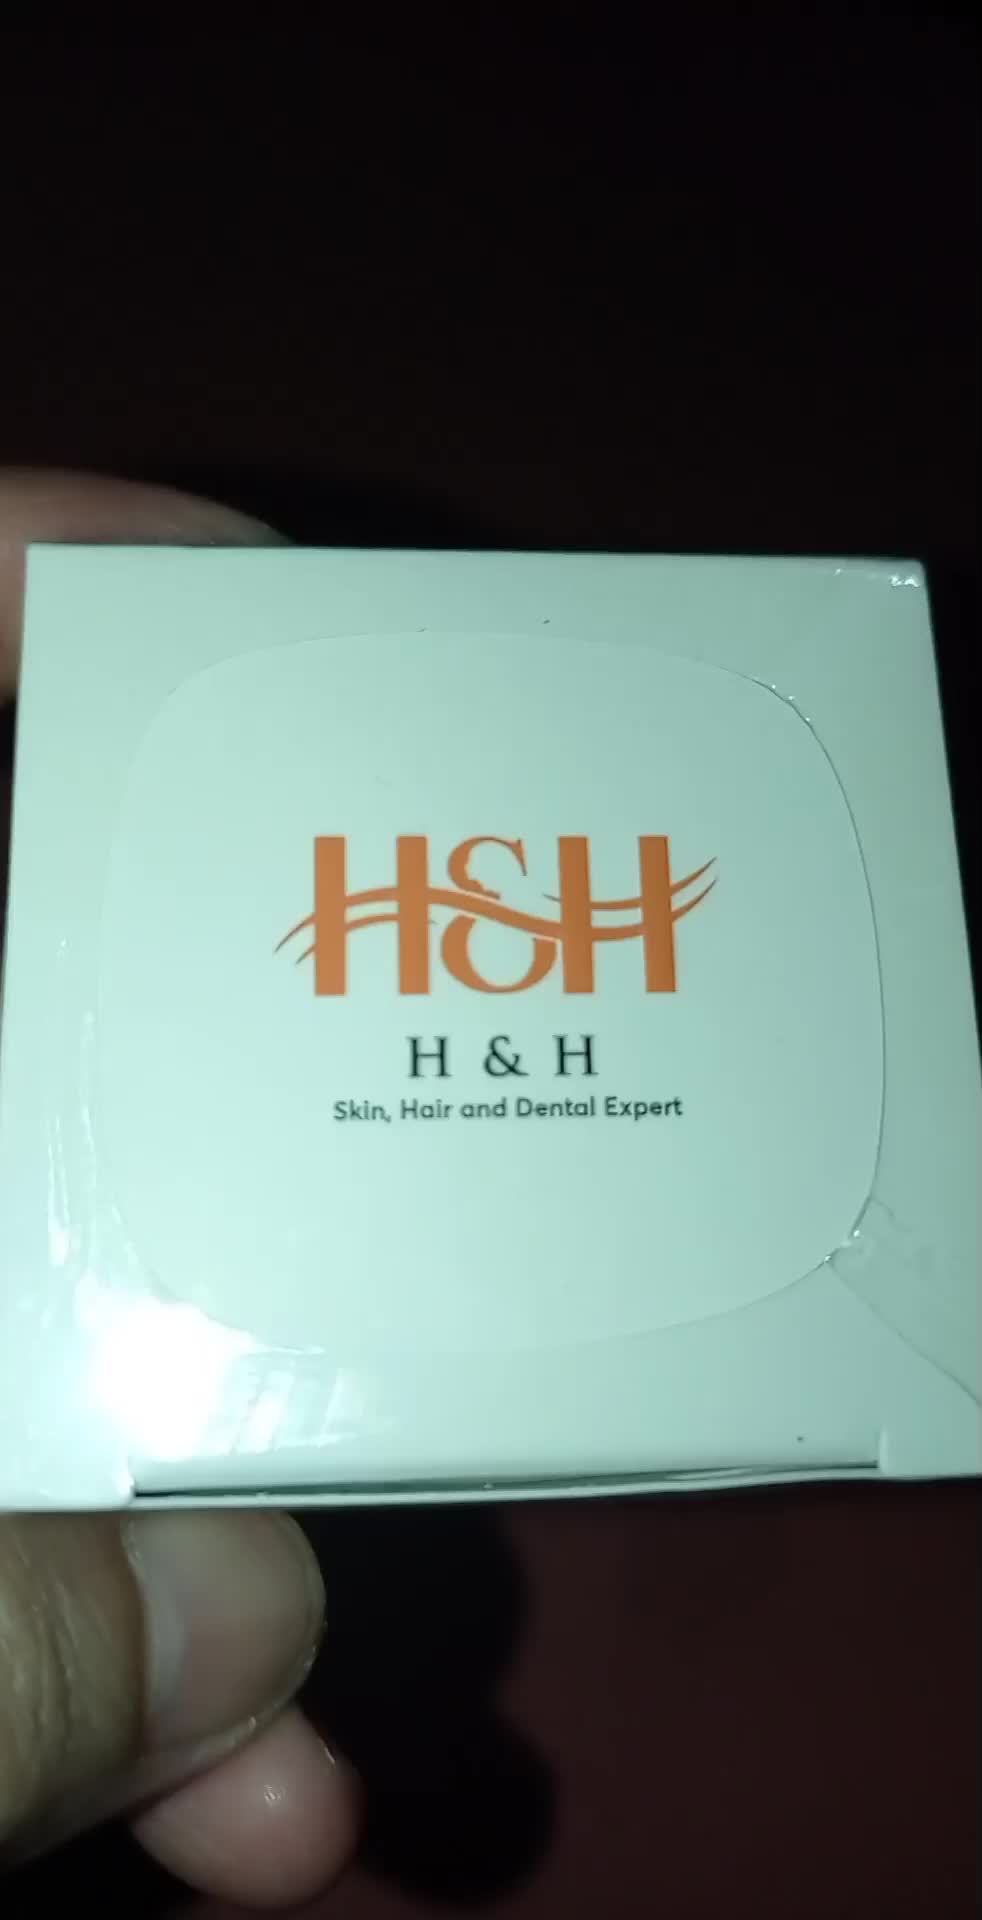 H&H
H & H
Skin, Hair and Dental Expert